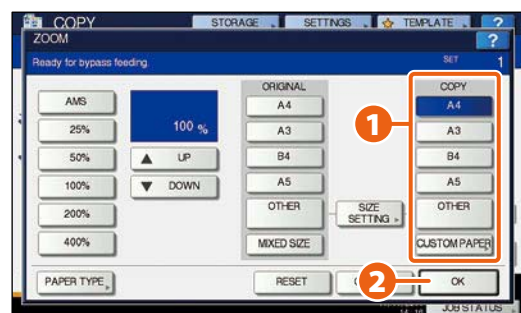 COPY STORAGE SETTINGS TEMPLATE ?
ZOOM ?
Ready for bypass feeding. SET 1
ORIGINAL COPY
AMS A4 A4
25% 100 % A3 1 A3
50% UP B4 B4
100% DOWN A5 A5
200% OTHER SIZE SETTING OTHER
400% MIXED SIZE CUSTOM PAPER
PAPER TYPE RESET 2 OK
JOB STATUS